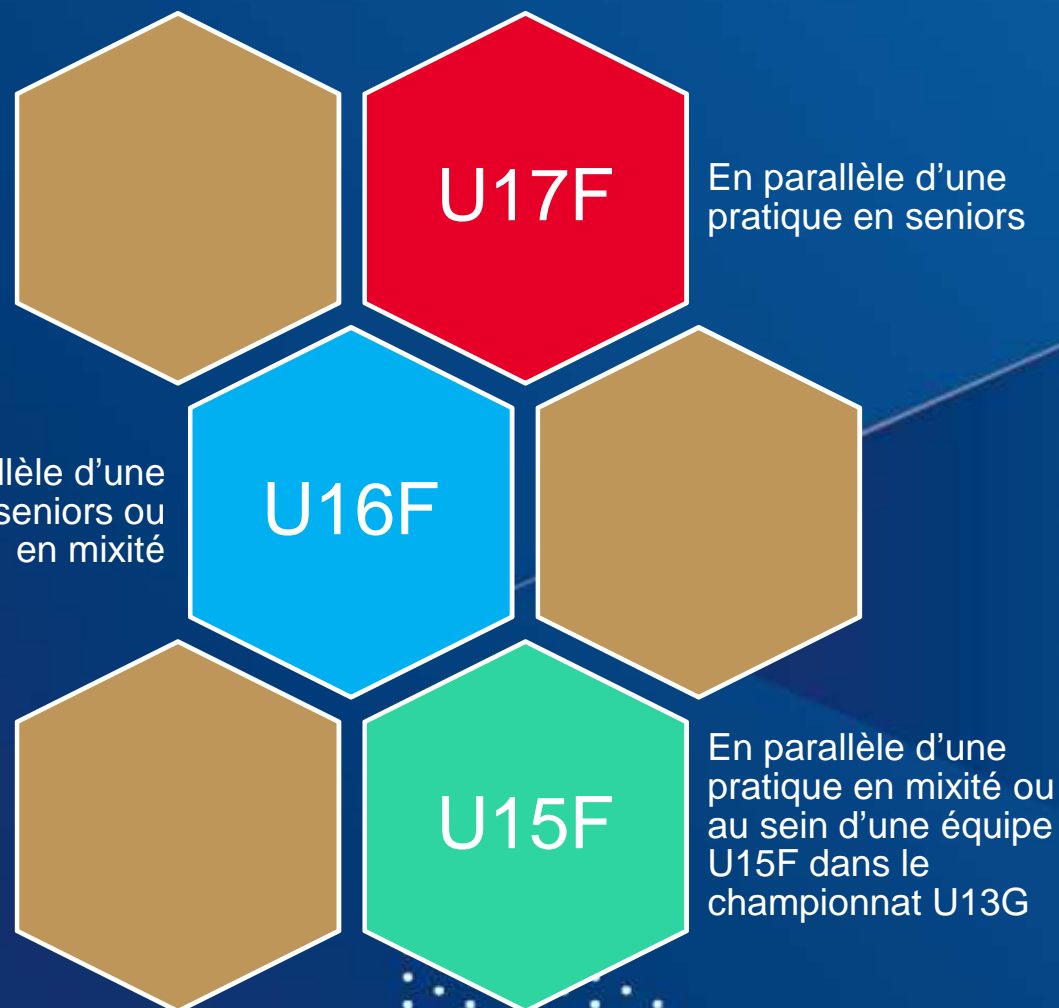 U17F
En parallèle d’une
pratique en seniors
d’une
seniors ou
en mixité
U16F
En parallèle d’une
pratique en mixité ou
au sein d’une équipe
U15F dans le
championnat U13G
U15F